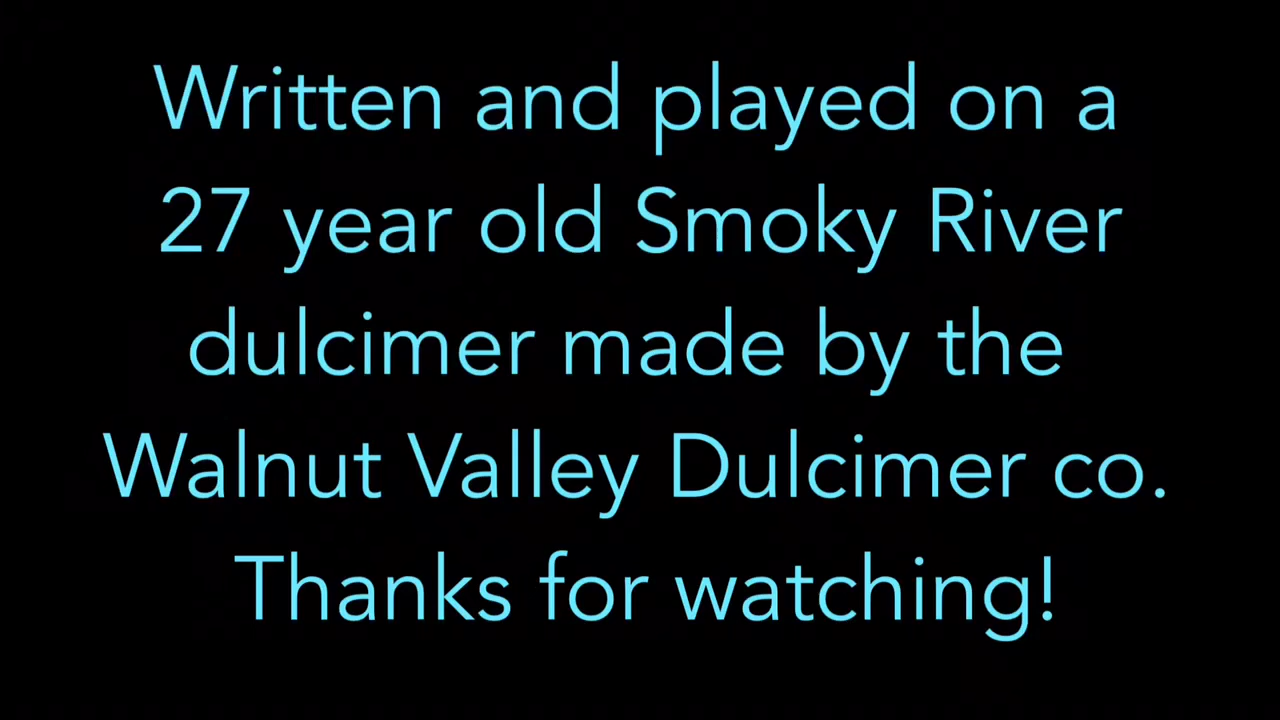 Written and played on a
27 year old Smoky River
dulcimer made by the
Walnut Valley Dulcimer co.
Thanks for watching!